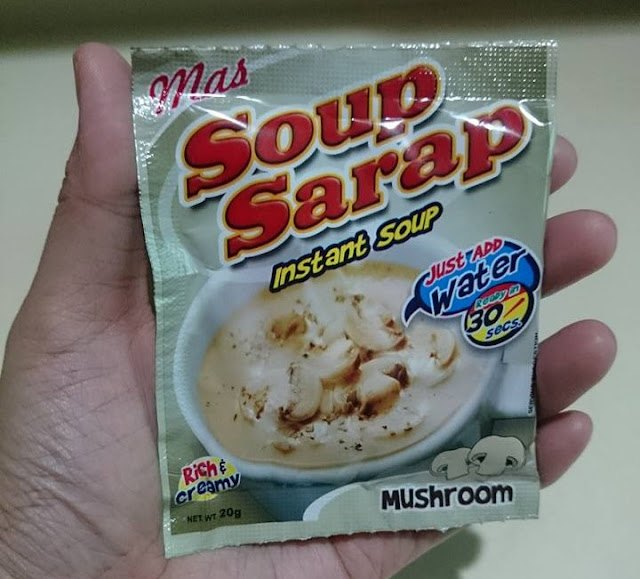 Mas
Soup
Sarap
Instant Soup
Just Add
Water
Ready in
30
secs.
Rich &
creamy
NET WT. 20g
Mushroom